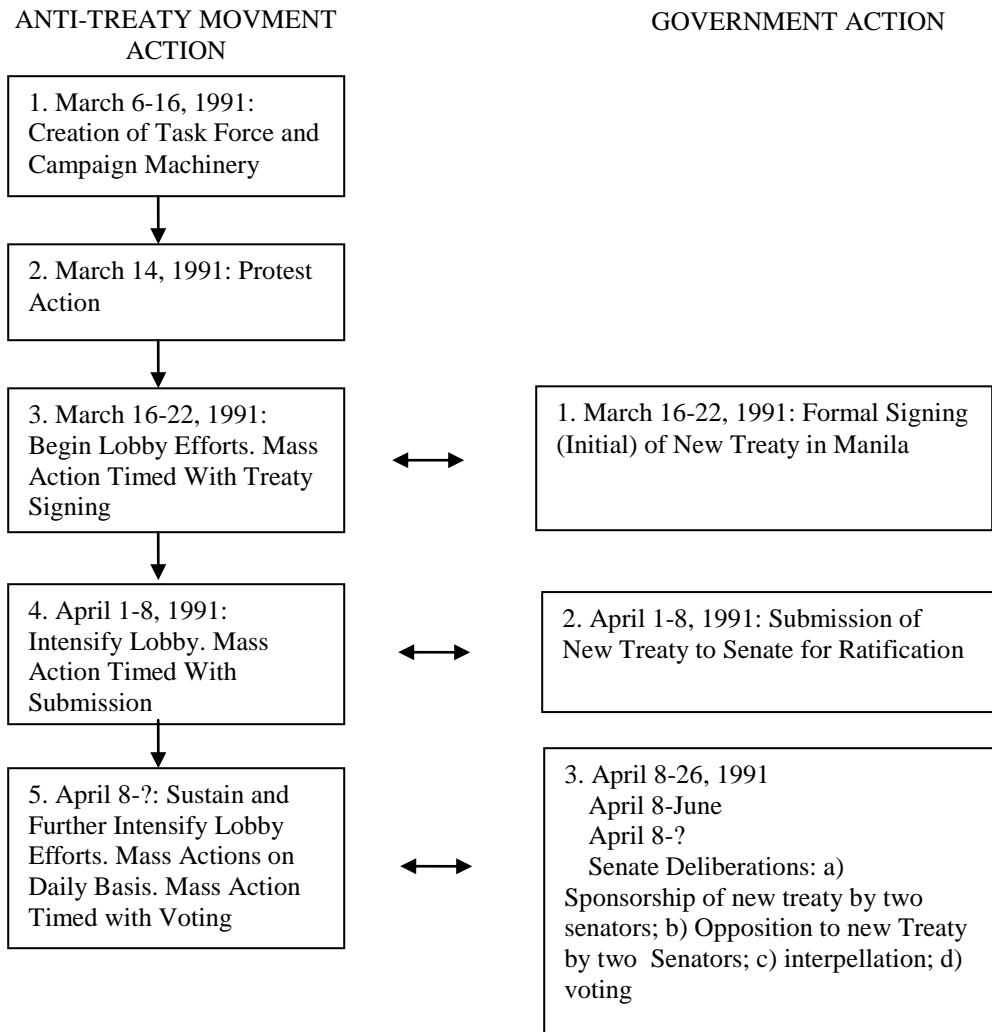 ANTI-TREATY MOVMENT
ACTION
GOVERNMENT ACTION
1. March 6-16, 1991:
Creation of Task Force and
Campaign Machinery
2. March 14, 1991: Protest
Action
3. March 16-22, 1991:
Begin Lobby Efforts. Mass
Action Timed With Treaty
Signing
1. March 16-22, 1991: Formal Signing
(Initial) of New Treaty in Manila
4. April 1-8, 1991:
Intensify Lobby. Mass
Action Timed With
Submission
2. April 1-8, 1991: Submission of
New Treaty to Senate for Ratification
5. April 8-?: Sustain and
Further Intensify Lobby
Efforts. Mass Actions on
Daily Basis. Mass Action
Timed with Voting
3. April 8-26, 1991
April 8-June
April 8-?
Senate Deliberations: a)
Sponsorship of new treaty by two
senators; b) Opposition to new Treaty
by two Senators; c) interpellation; d)
voting